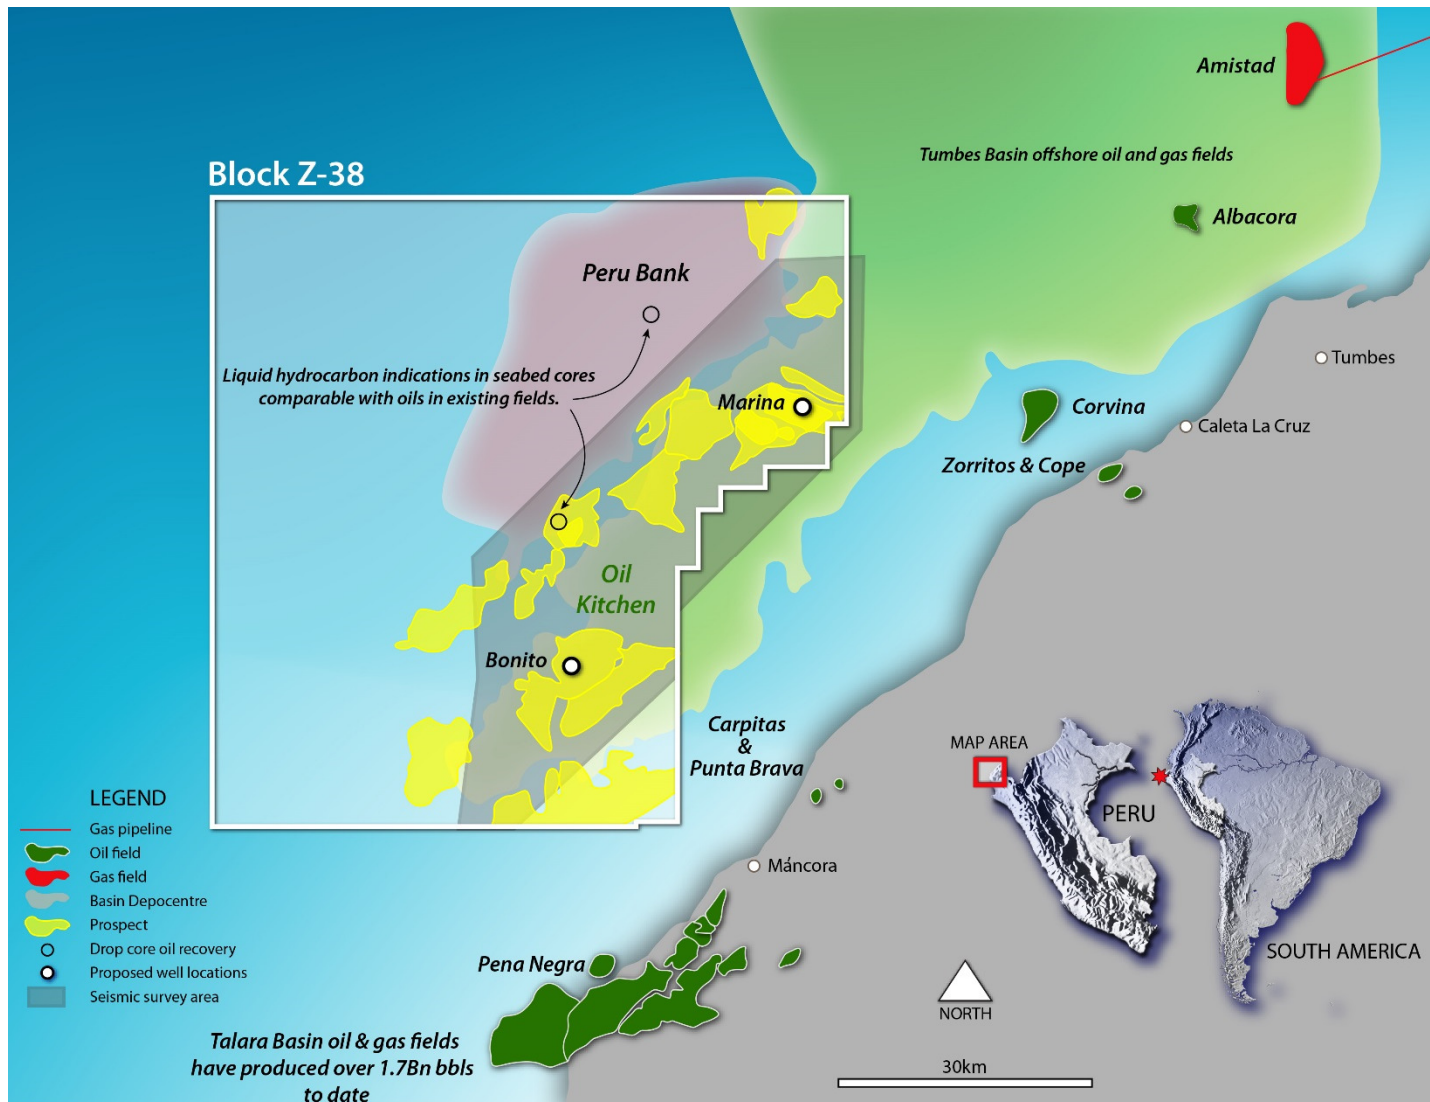 Amistad
Tumbes Basin offshore oil and gas fields
Block Z-38
Albacora
Peru Bank
Tumbes
Liquid hydrocarbon indications in seabed cores
comparable with oils in existing fields.
Marina
Corvina
Caleta La Cruz
Zorritos & Cope
Oil
Kitchen
Bonito
Carpitas
&
Punta Brava
MAP AREA
PERU
SOUTH AMERICA
LEGEND
Gas pipeline
Oil field
Gas field
Basin Depocentre
Prospect
Drop core oil recovery
Proposed well locations
Seismic survey area
Máncora
Pena Negra
NORTH
Talara Basin oil & gas fields
have produced over 1.7Bn bbls
to date
30km